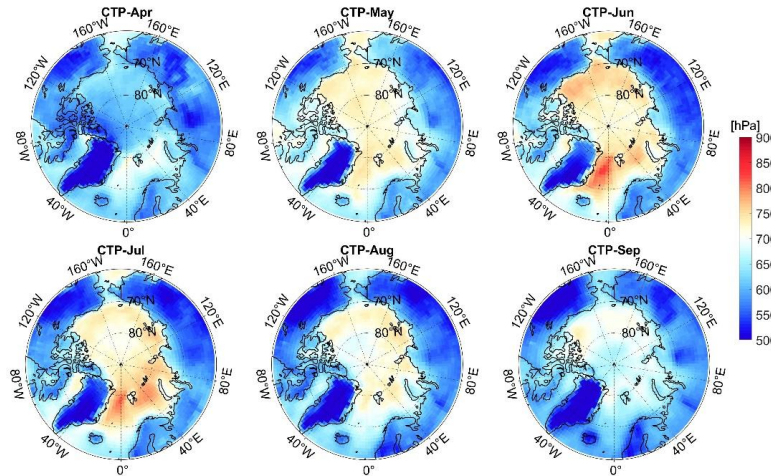 CTP-Apr
160°W
160°E
120°W
120°E
70°N
80°N
80°W
80°E
40°W
40°E
0°
CTP-May
160°W
160°E
120°W
120°E
70°N
80°N
80°W
80°E
40°W
40°E
0°
CTP-Jun
160°W
160°E
120°W
120°E
70°N
80°N
80°W
80°E
40°W
40°E
0°
[hPa]
900
850
800
750
700
650
600
550
500
CTP-Jul
160°W
160°E
120°W
120°E
70°N
80°N
80°W
80°E
40°W
40°E
0°
CTP-Aug
160°W
160°E
120°W
120°E
70°N
80°N
80°W
80°E
40°W
40°E
0°
CTP-Sep
160°W
160°E
120°W
120°E
70°N
80°N
80°W
80°E
40°W
40°E
0°